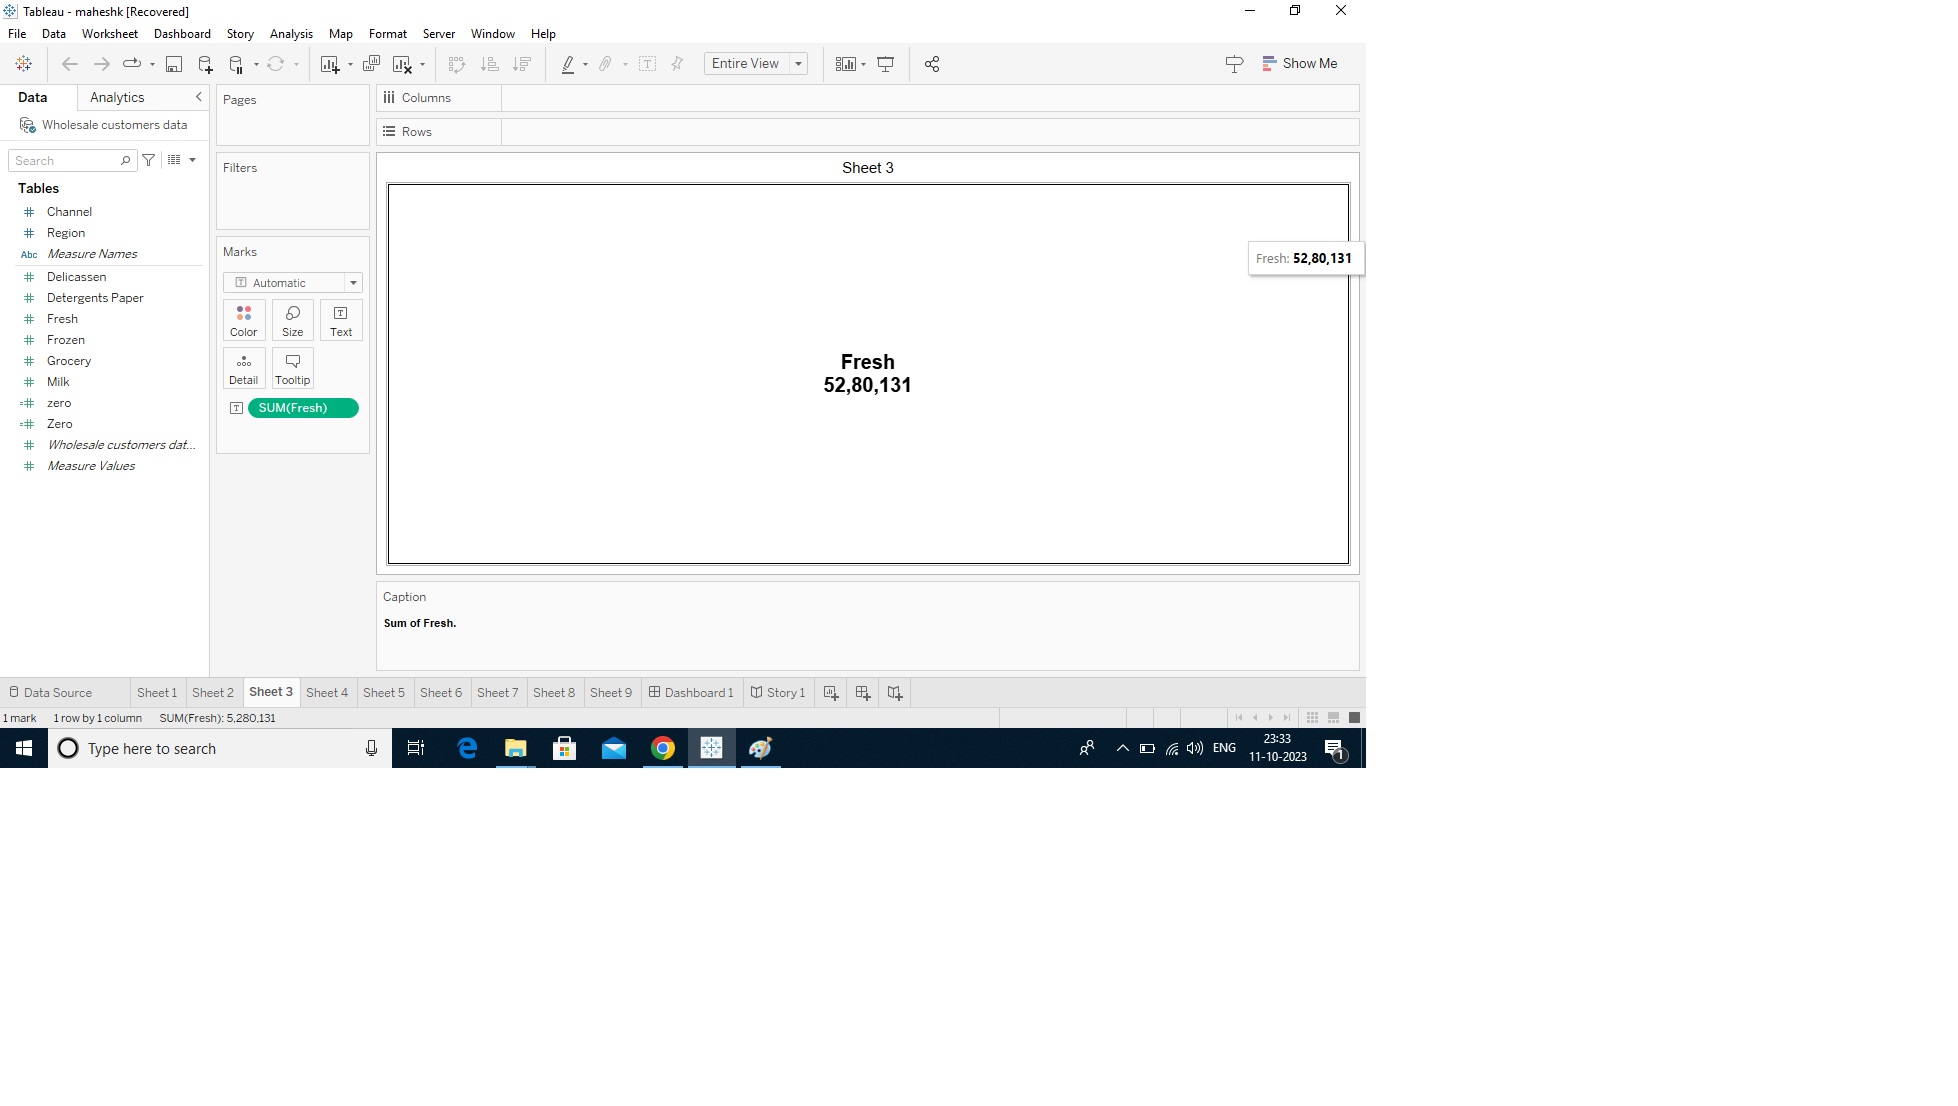 Tableau - maheshk [Recovered]
File Data Worksheet Dashboard Story Analysis Map Format Server Window Help
Entire View
Show Me
Data Analytics
Wholesale customers data
Search
Tables
Channel
Region
Abc Measure Names
Delicassen
Detergents Paper
Fresh
Frozen
Grocery
Milk
zero
Zero
Wholesale customers dat...
Measure Values
Pages
Filters
Marks
Automatic
Color Size Text
Detail Tooltip
SUM(Fresh)
Columns
Rows
Sheet 3
Fresh: 52,80,131
Fresh
52,80,131
Caption
Sum of Fresh.
Data Source Sheet 1 Sheet 2 Sheet 3 Sheet 4 Sheet 5 Sheet 6 Sheet 7 Sheet 8 Sheet 9 Dashboard 1 Story 1
1 mark 1 row by 1 column SUM(Fresh): 5,280,131
Type here to search
ENG
23:33
11-10-2023
1